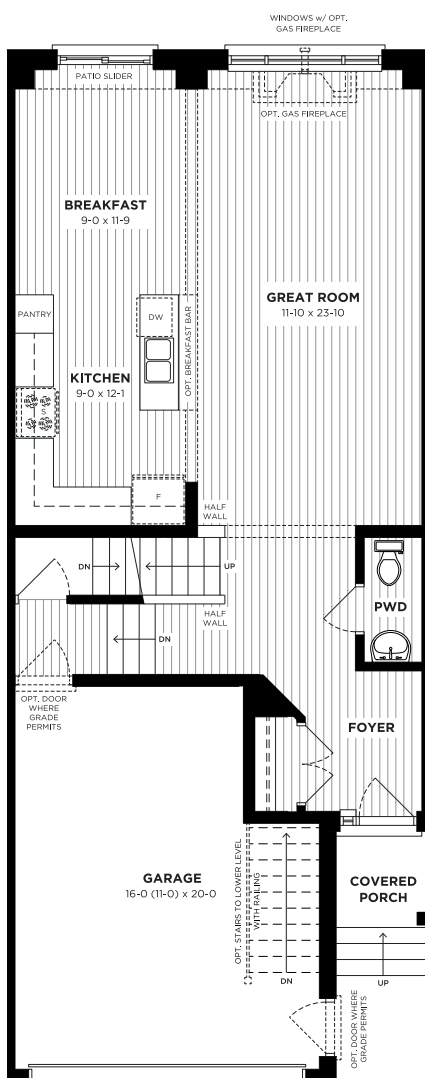 WINDOWS w/ OPT.
GAS FIREPLACE
PATIO SLIDER
OPT. GAS FIREPLACE
BREAKFAST
9-0 x 11-9
GREAT ROOM
11-10 x 23-10
PANTRY
DW
OPT. BREAKFAST BAR
KITCHEN
9-0 x 12-1
S
F
HALF
WALL
DN
UP
HALF
WALL
DN
PWD
OPT. DOOR
WHERE
GRADE
PERMITS
FOYER
GARAGE
16-0 (11-0) x 20-0
OPT. STAIRS TO LOWER LEVEL
WITH RAILING
DN
COVERED
PORCH
UP
OPT. DOOR WHERE
GRADE PERMITS